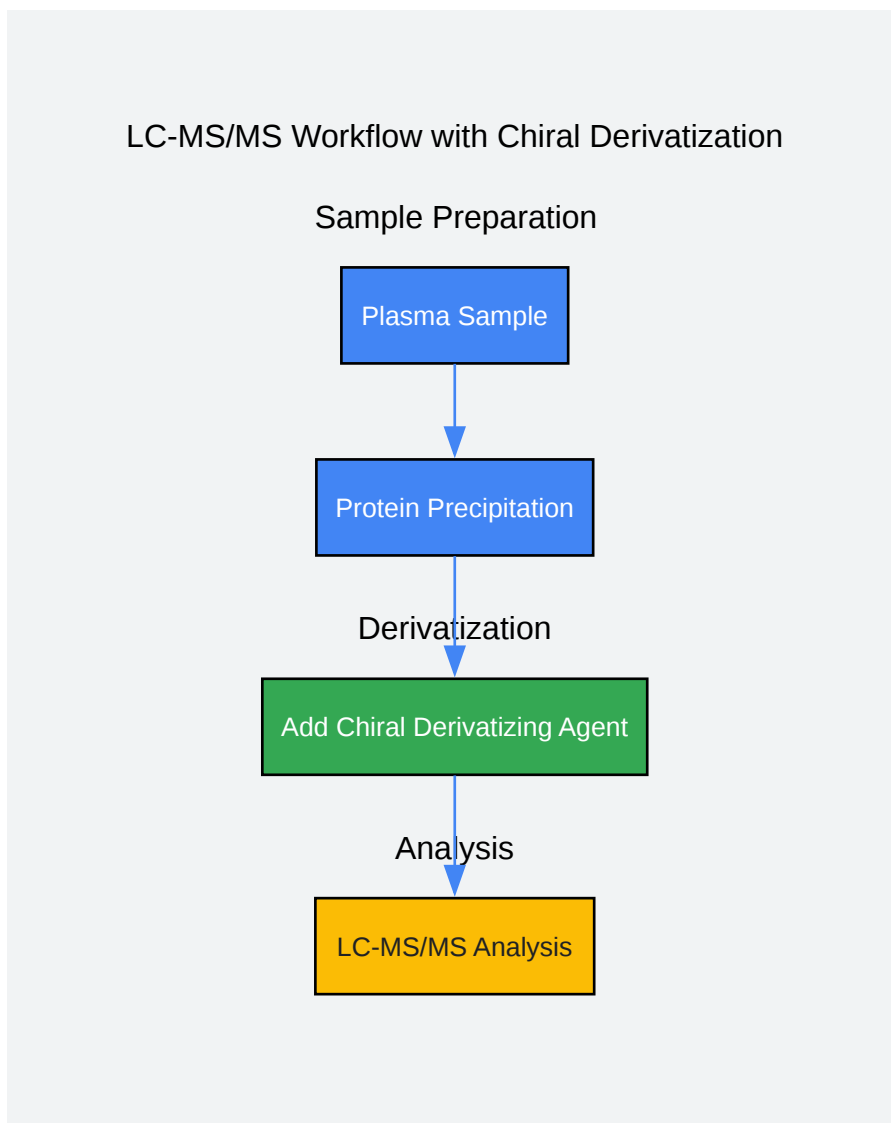 LC-MS/MS Workflow with Chiral Derivatization
Sample Preparation
Plasma Sample
Protein Precipitation
Derivatization
Add Chiral Derivatizing Agent
Analysis
LC-MS/MS Analysis